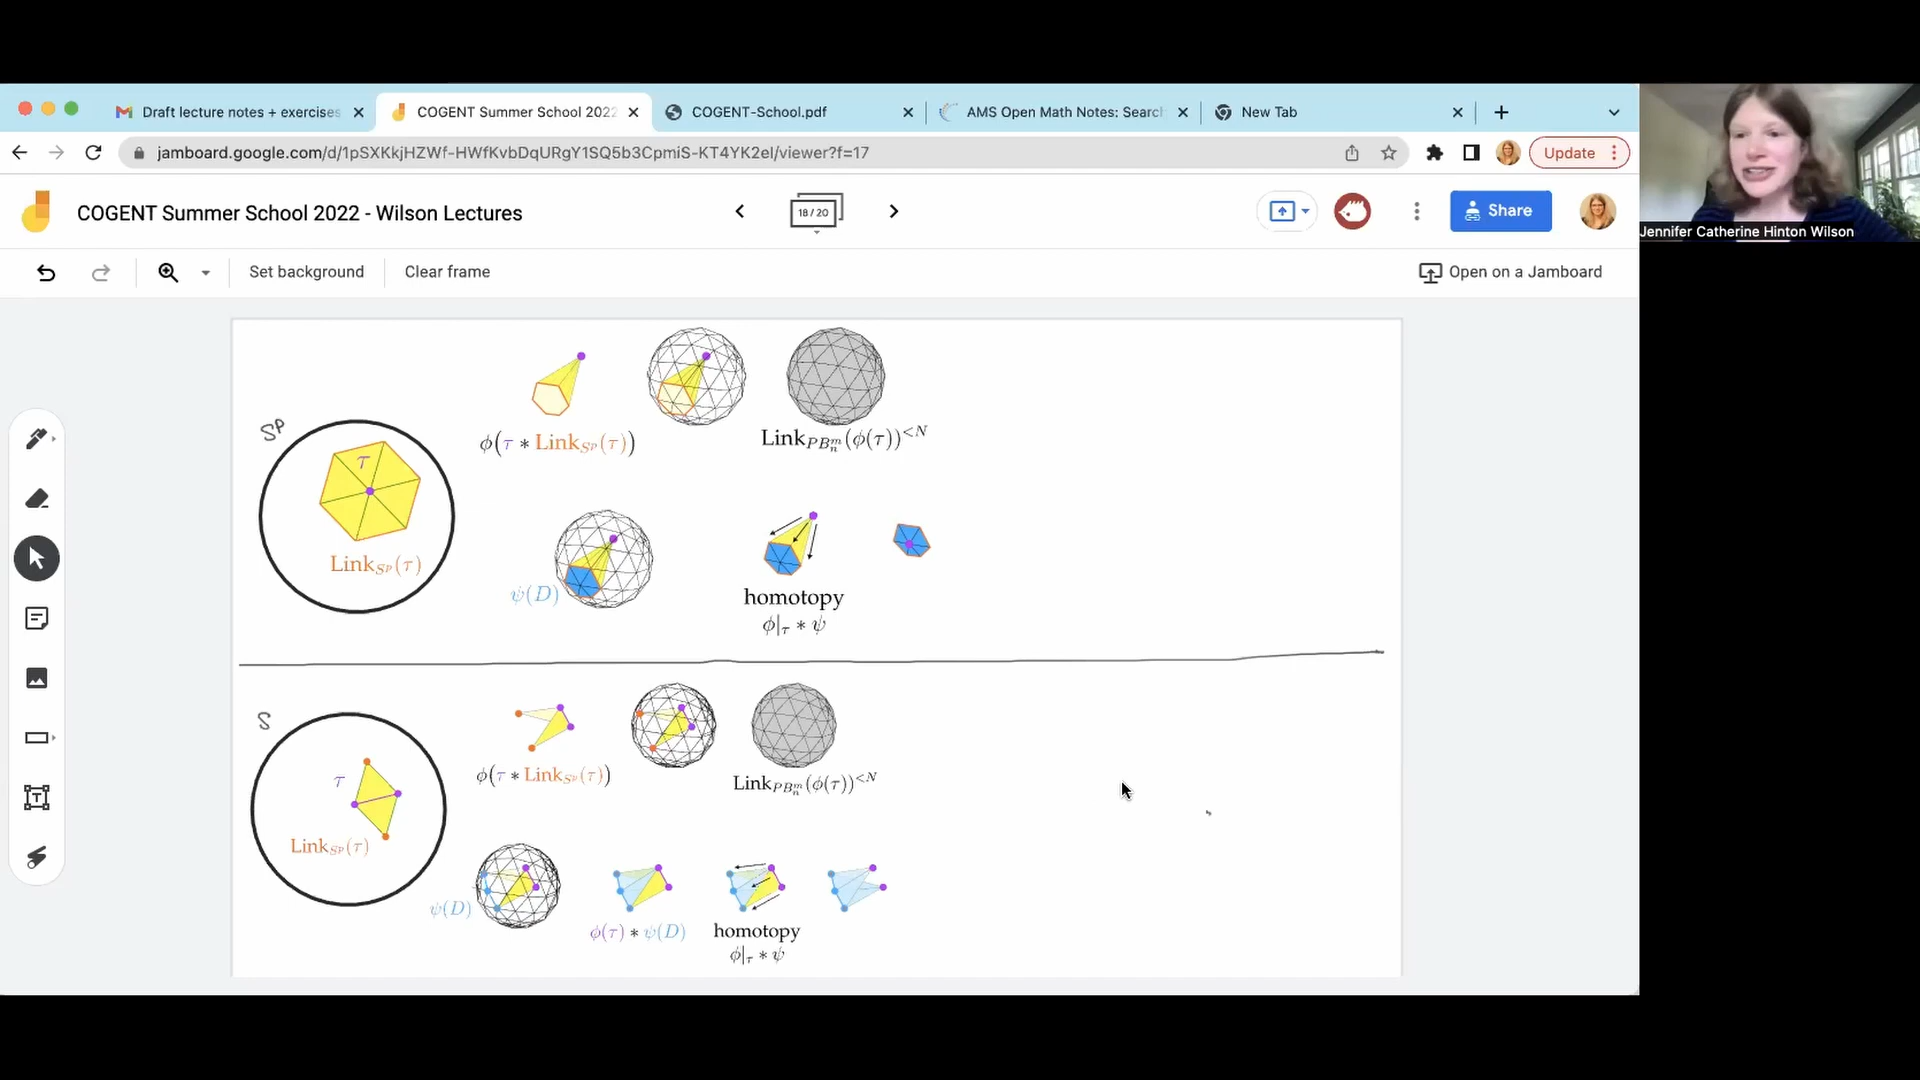 Draft lecture notes + exercises
COGENT Summer School 2022
COGENT-School.pdf
AMS Open Math Notes: Searc
New Tab
jamboard.google.com/d/1pSXKkjHZWf-HWfKvbDqURgY1SQ5b3CpmiS-KT4YK2eI/viewer?f=17
Update
COGENT Summer School 2022 - Wilson Lectures
18 / 20
Share
Jennifer Catherine Hinton Wilson
Set background
Clear frame
Open on a Jamboard
S^p
τ
Link_{S^p}(τ)
ϕ(τ * Link_{S^p}(τ))
Link_{PB_n^m}(ϕ(τ))^{<N}
ψ(D)
homotopy
ϕ|_τ * ψ
S
τ
Link_{S^p}(τ)
ϕ(τ * Link_{S^p}(τ))
Link_{PB_n^m}(ϕ(τ))^{<N}
ψ(D)
ϕ(τ) * ψ(D)
homotopy
ϕ|_τ * ψ